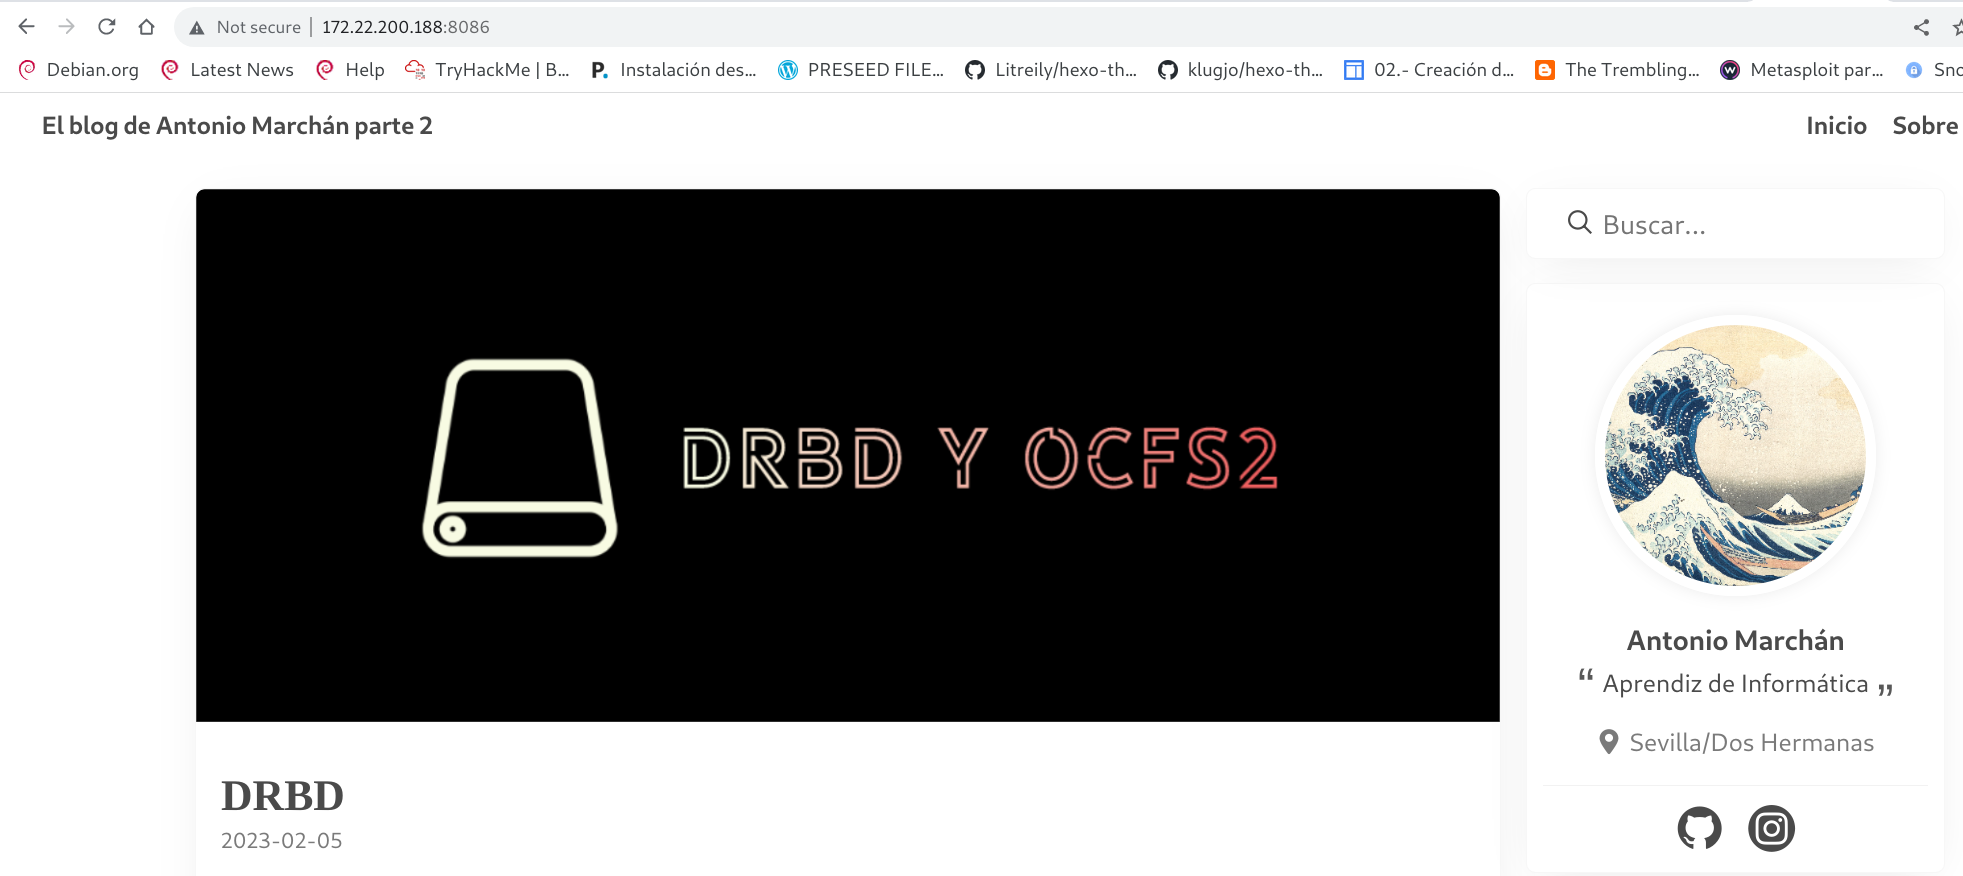 Not secure | 172.22.200.188:8086
Debian.org Latest News Help TryHackMe | B... Instalación des... PRESEED FILE... Litreily/hexo-th... klugjo/hexo-th... 02.- Creación d... The Trembling... Metasploit par... Sno
El blog de Antonio Marchán parte 2 Inicio Sobre
Buscar...
DRBD Y OCFS2
Antonio Marchán
“ Aprendiz de Informática „
Sevilla/Dos Hermanas
DRBD
2023-02-05